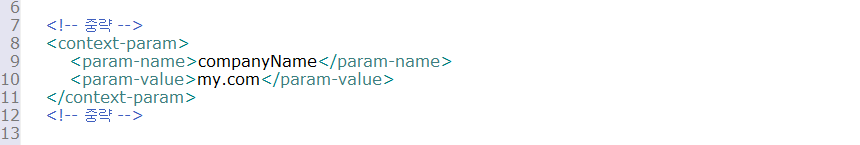 6
7 <!-- 중략 -->
8 <context-param>
9 <param-name>companyName</param-name>
10 <param-value>my.com</param-value>
11 </context-param>
12 <!-- 중략 -->
13